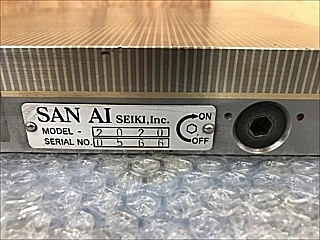 SAN AI SEIKI,Inc.
MODEL - 2020
SERIAL NO. 0566
ON
OFF